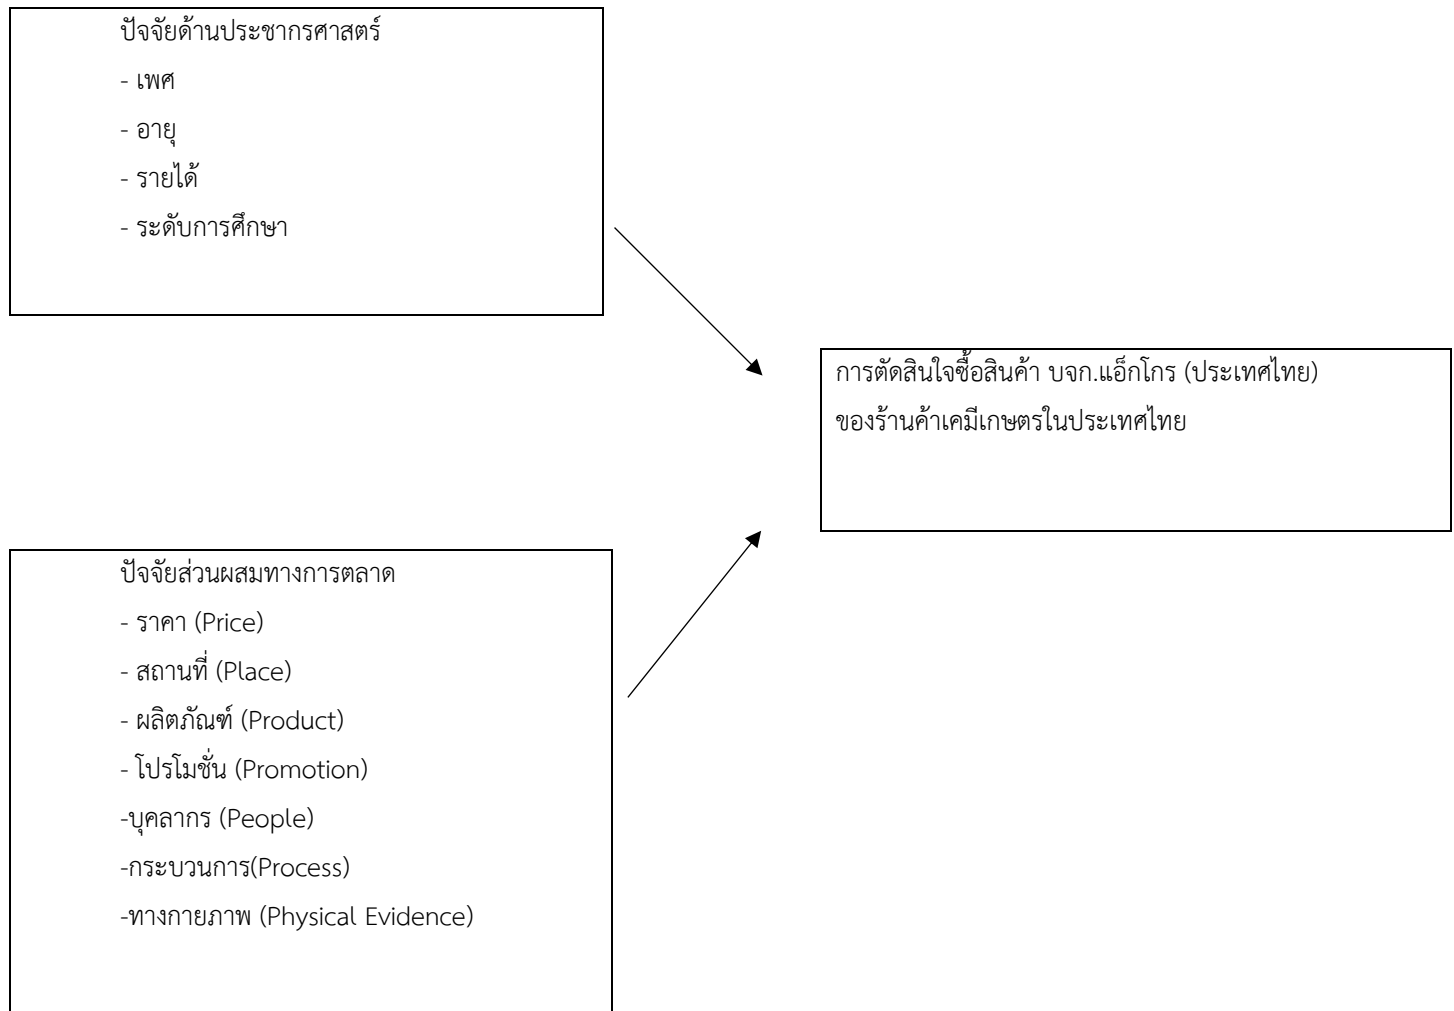 ปัจจัยด้านประชากรศาสตร์
- เพศ
- อายุ
- รายได้
- ระดับการศึกษา
การตัดสินใจซื้อสินค้า บจก.แอ็กโกร (ประเทศไทย)
ของร้านค้าเคมีเกษตรในประเทศไทย
ปัจจัยส่วนผสมทางการตลาด
- ราคา (Price)
- สถานที่ (Place)
- ผลิตภัณฑ์ (Product)
- โปรโมชั่น (Promotion)
-บุคลากร (People)
-กระบวนการ(Process)
-ทางกายภาพ (Physical Evidence)